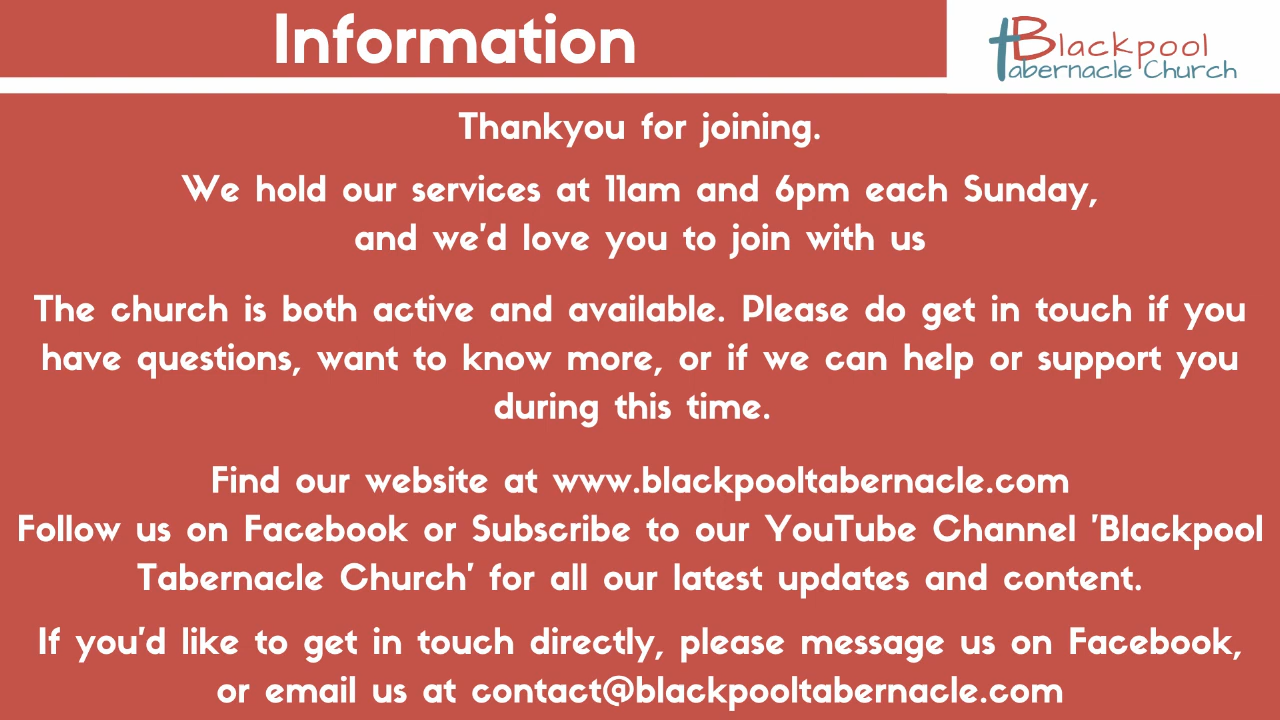 Information
Blackpool
Tabernacle Church
Thankyou for joining.
We hold our services at 11am and 6pm each Sunday,
and we'd love you to join with us
The church is both active and available. Please do get in touch if you
have questions, want to know more, or if we can help or support you
during this time.
Find our website at www.blackpooltabernacle.com
Follow us on Facebook or Subscribe to our YouTube Channel 'Blackpool
Tabernacle Church' for all our latest updates and content.
If you'd like to get in touch directly, please message us on Facebook,
or email us at contact@blackpooltabernacle.com